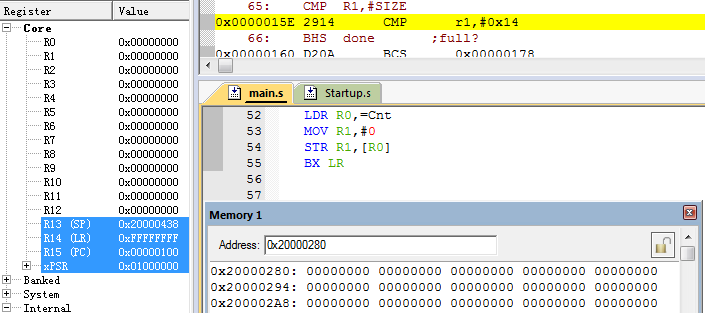 Register Value
Core
R0 0x00000000
R1 0x00000000
R2 0x00000000
R3 0x00000000
R4 0x00000000
R5 0x00000000
R6 0x00000000
R7 0x00000000
R8 0x00000000
R9 0x00000000
R10 0x00000000
R11 0x00000000
R12 0x00000000
R13 (SP) 0x20000438
R14 (LR) 0xFFFFFFFF
R15 (PC) 0x00000100
xPSR 0x01000000
Banked
System
Internal
65: CMP R1,#SIZE
0x0000015E 2914 CMP r1,#0x14
66: BHS done ;full?
0x00000160 D20A BCS 0x00000178
main.s Startup.s
52 LDR R0,=Cnt
53 MOV R1,#0
54 STR R1,[R0]
55 BX LR
56
57
Memory 1
Address: 0x20000280
0x20000280: 00000000 00000000 00000000 00000000 00000000
0x20000294: 00000000 00000000 00000000 00000000 00000000
0x200002A8: 00000000 00000000 00000000 00000000 00000000